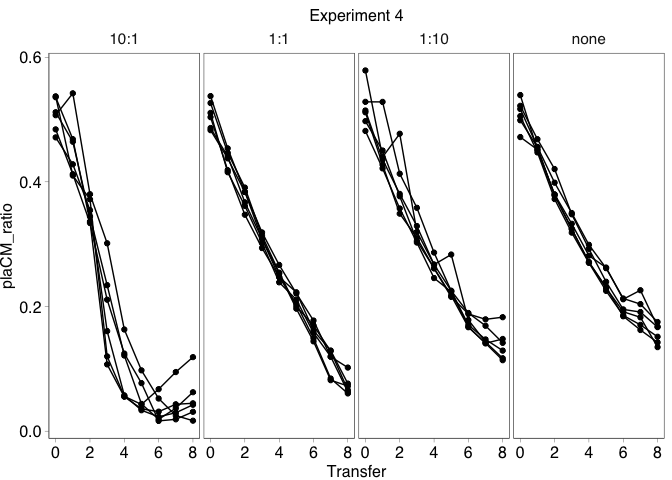 Experiment 4
10:1 1:1 1:10 none
plaCM_ratio
0.6
0.4
0.2
0.0
0 2 4 6 8 0 2 4 6 8 0 2 4 6 8 0 2 4 6 8
Transfer